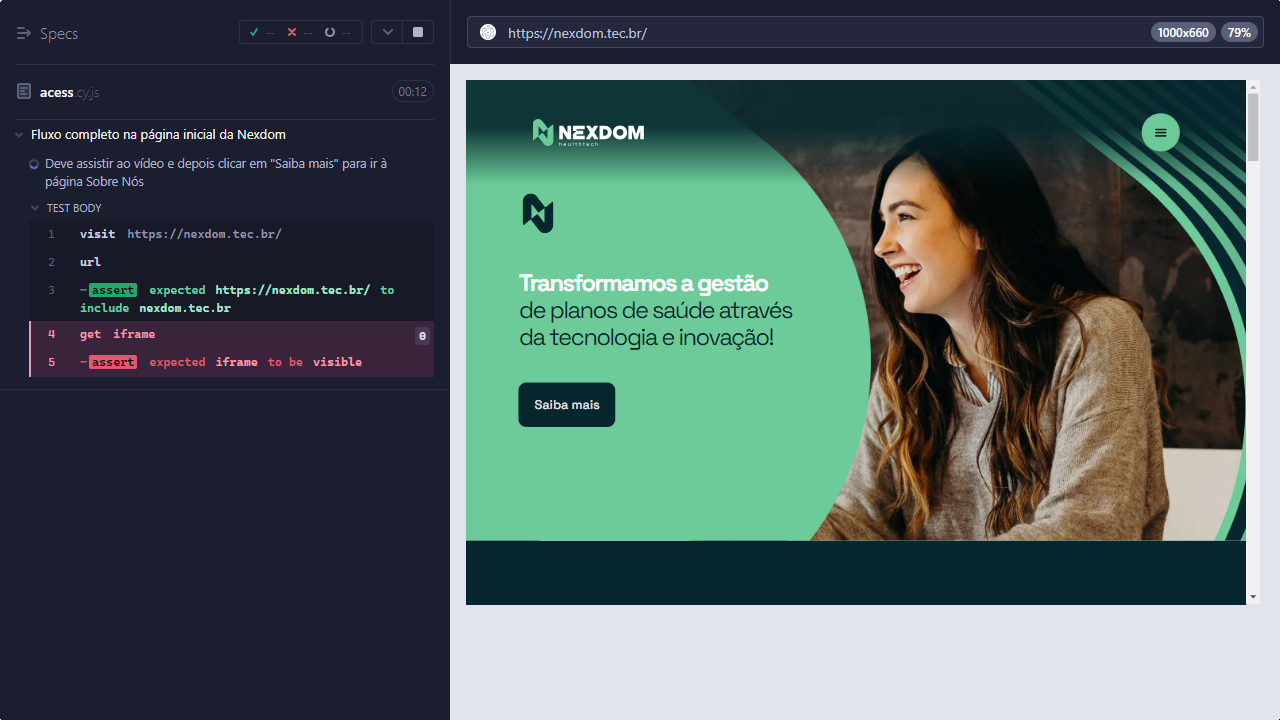 Specs
-- -- --
https://nexdom.tec.br/
1000x660
79%
acess.cy.js
00:12
Fluxo completo na página inicial da Nexdom
Deve assistir ao vídeo e depois clicar em "Saiba mais" para ir à
página Sobre Nós
TEST BODY
1 visit https://nexdom.tec.br/
2 url
3 -assert expected https://nexdom.tec.br/ to
include nexdom.tec.br
4 get iframe 0
5 -assert expected iframe to be visible
NEXDOM
healthtech
Transformamos a gestão
de planos de saúde através
da tecnologia e inovação!
Saiba mais